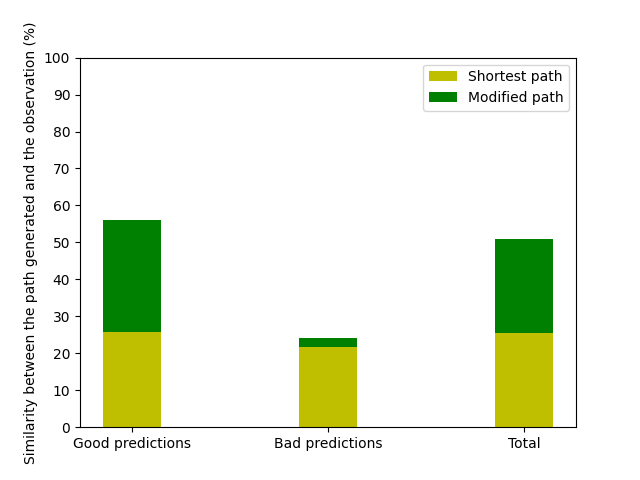 Similarity between the path generated and the observation (%)
100
90
80
70
60
50
40
30
20
10
0
Shortest path
Modified path
Good predictions
Bad predictions
Total